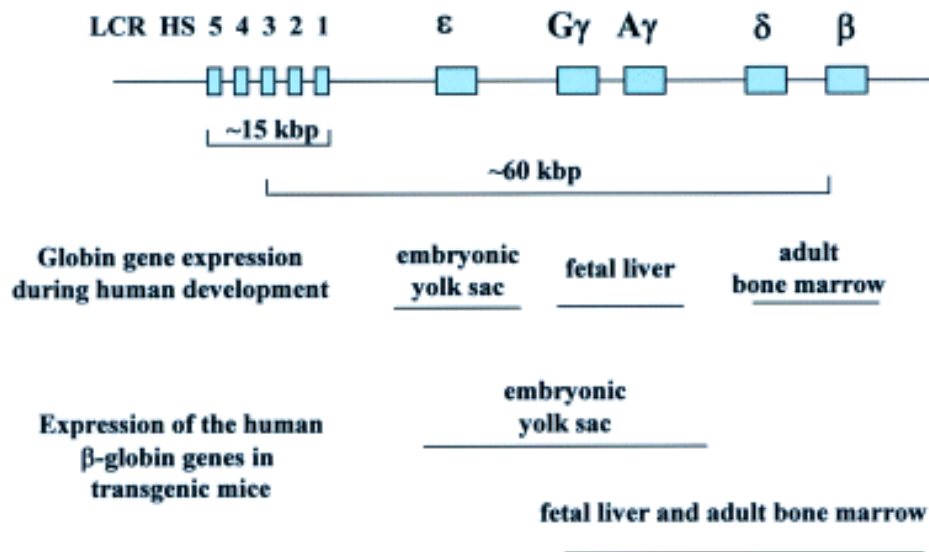 LCR HS 5 4 3 2 1 ε Gγ Aγ δ β
~15 kbp
~60 kbp
Globin gene expression
during human development
embryonic
yolk sac
fetal liver
adult
bone marrow
Expression of the human
β-globin genes in
transgenic mice
embryonic
yolk sac
fetal liver and adult bone marrow